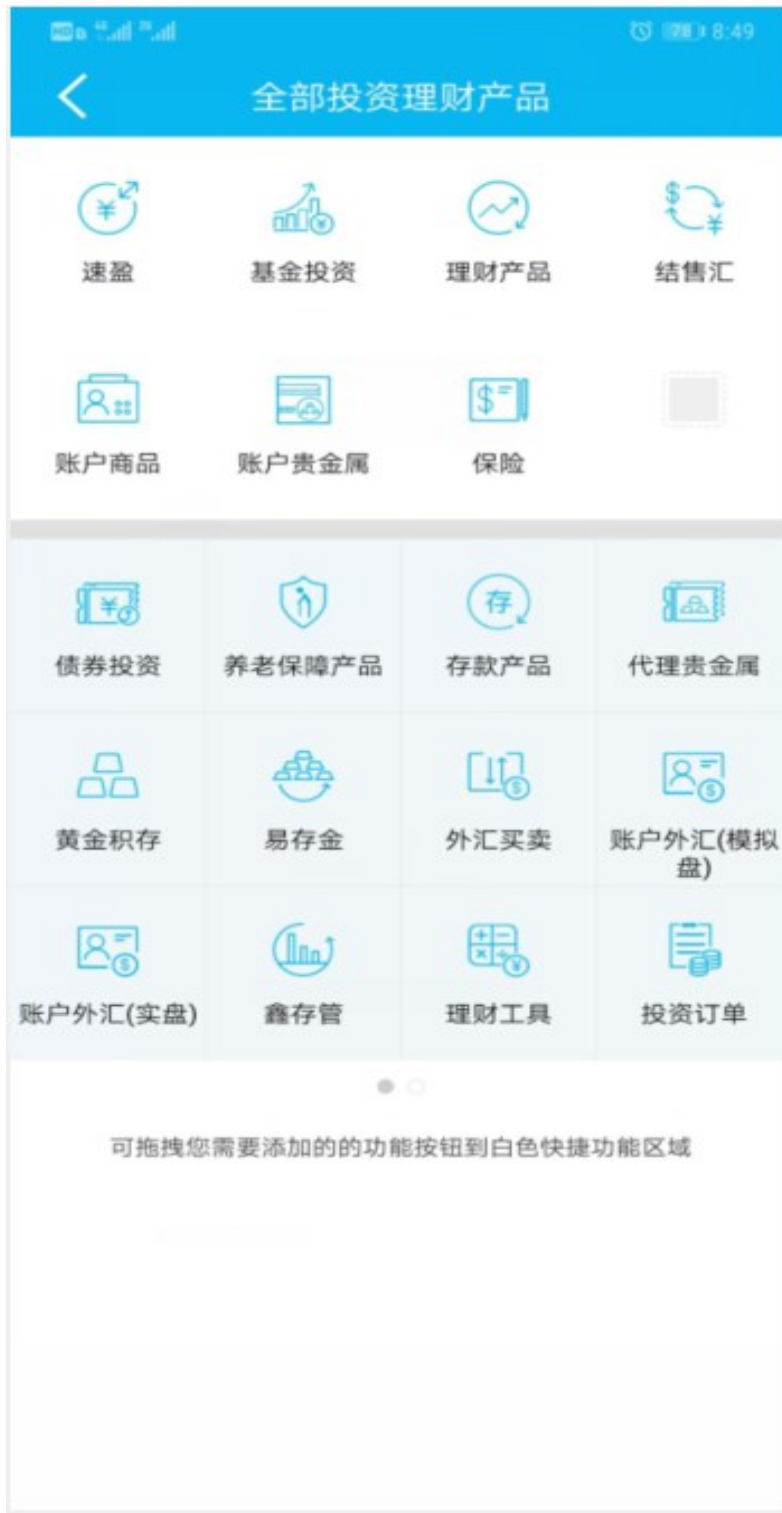 HD 4G 2G 78 8:49
全部投资理财产品
速盈 基金投资 理财产品 结售汇
账户商品 账户贵金属 保险
债券投资 养老保障产品 存款产品 代理贵金属
存
黄金积存 易存金 外汇买卖 账户外汇(模拟
盘)
账户外汇(实盘) 鑫存管 理财工具 投资订单
可拖拽您需要添加的的功能按钮到白色快捷功能区域